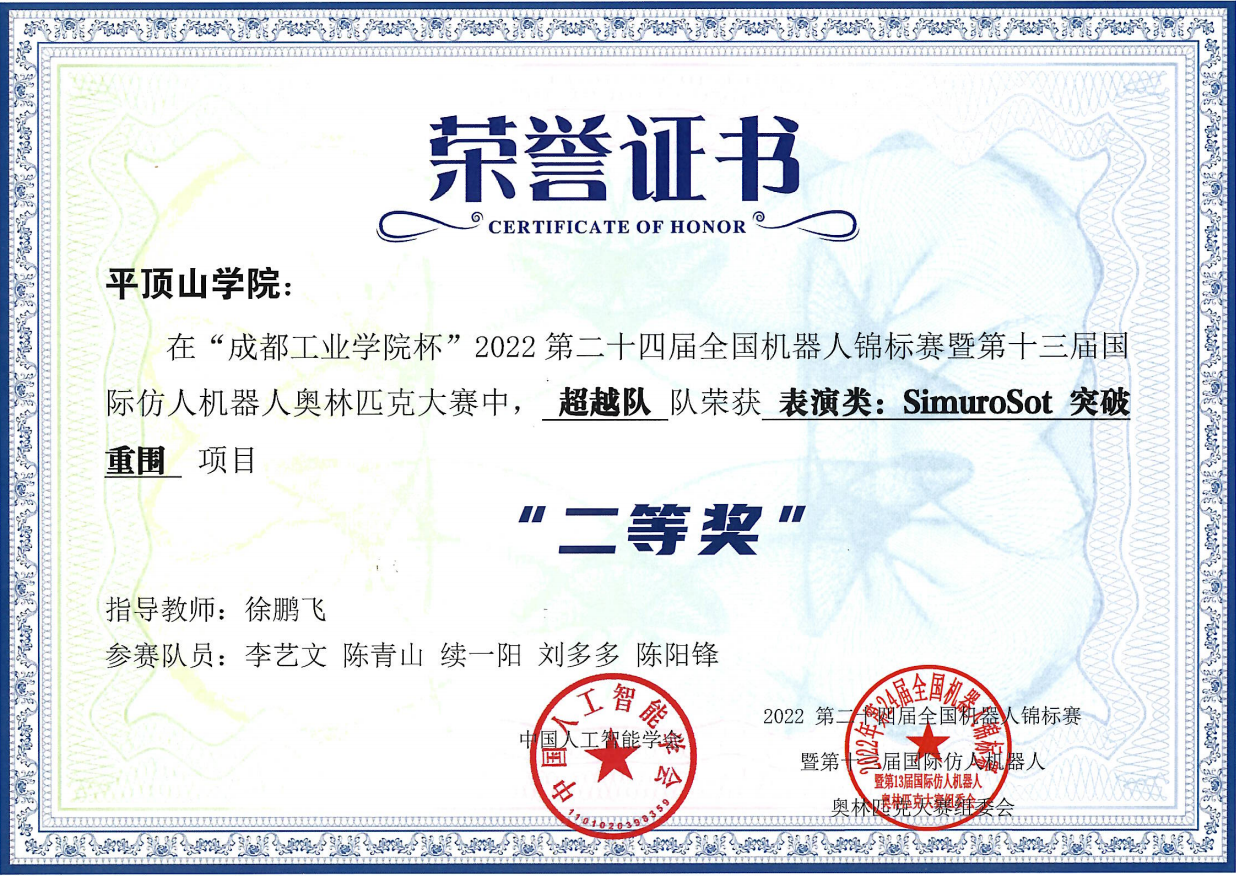 荣誉证书
CERTIFICATE OF HONOR
平顶山学院：
在“成都工业学院杯”2022 第二十四届全国机器人锦标赛暨第十三届国
际仿人机器人奥林匹克大赛中， 超越队 队荣获 表演类：SimuroSot 突破
重围 项目
“二等奖”
指导教师：徐鹏飞
参赛队员：李艺文 陈青山 续一阳 刘多多 陈阳锋
中国人工智能学会
中国人工智能学会
1101020398359
2022 第二十四届全国机器人锦标赛
暨第十三届国际仿人机器人
奥林匹克大赛组委会
2022年第24届全国机器人锦标赛
暨第13届国际仿人机器人
奥林匹克大赛组委会